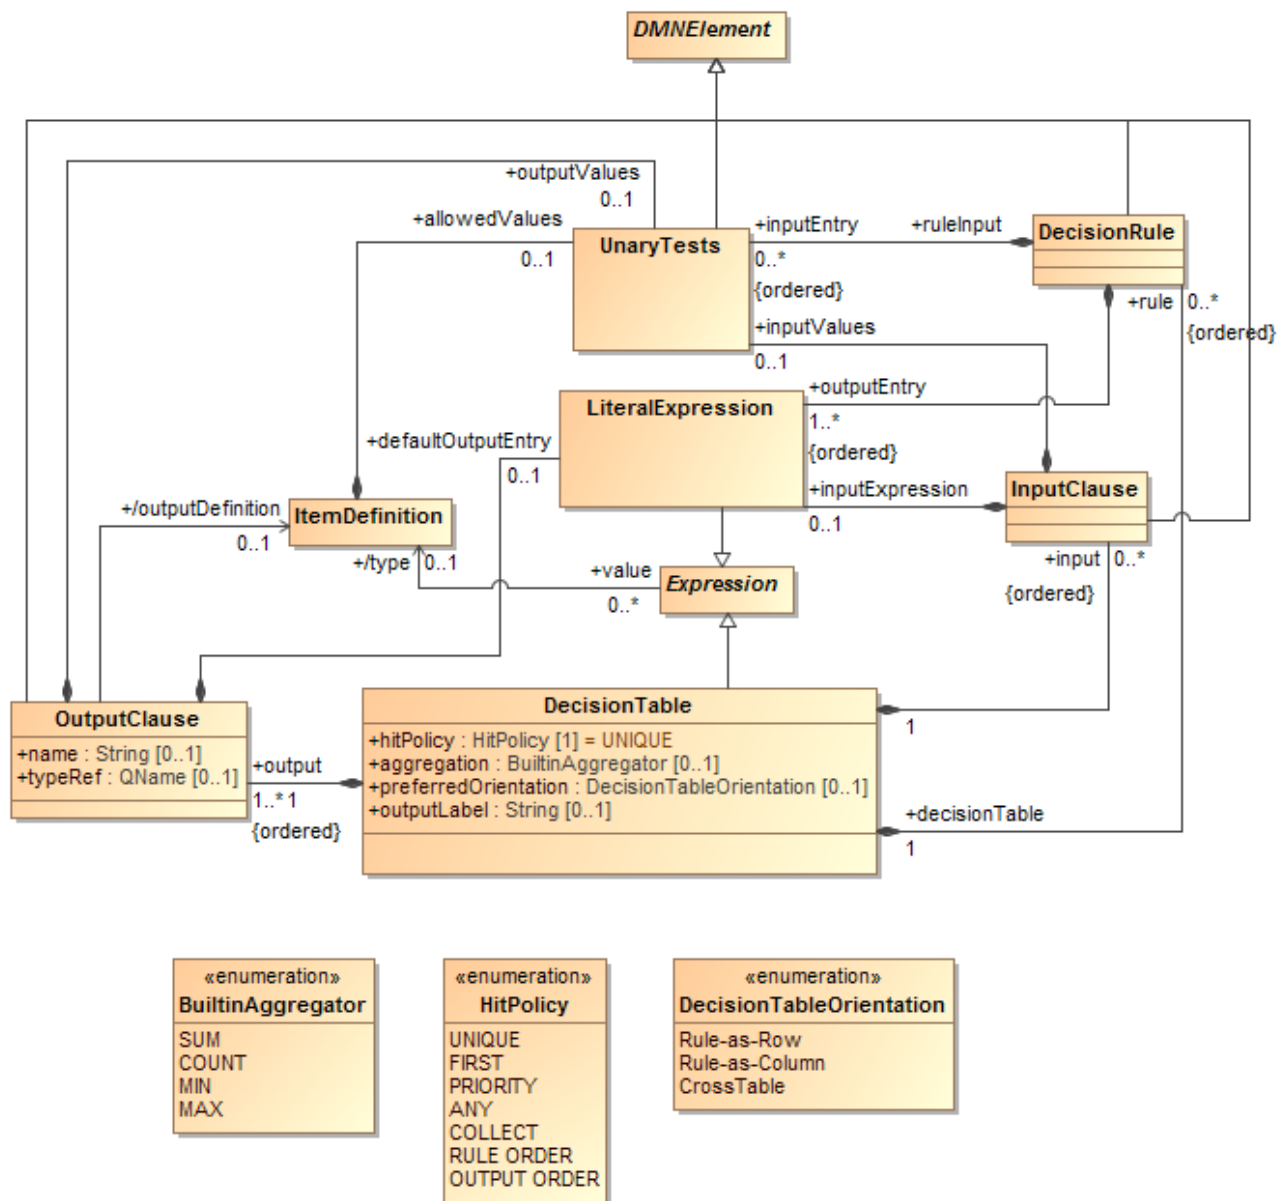 DMNElement
+outputValues
0..1
+allowedValues
0..1
UnaryTests
+inputEntry
0..*
{ordered}
+ruleInput
DecisionRule
+rule
0..*
{ordered}
+inputValues
0..1
LiteralExpression
+outputEntry
1..*
{ordered}
+defaultOutputEntry
0..1
+inputExpression
0..1
InputClause
+input
0..*
{ordered}
+/outputDefinition
0..1
ItemDefinition
+/type
0..1
+value
0..*
Expression
OutputClause
+name : String [0..1]
+typeRef : QName [0..1]
+output
1..* 1
{ordered}
DecisionTable
+hitPolicy : HitPolicy [1] = UNIQUE
+aggregation : BuiltinAggregator [0..1]
+preferredOrientation : DecisionTableOrientation [0..1]
+outputLabel : String [0..1]
1
+decisionTable
1
«enumeration»
BuiltinAggregator
SUM
COUNT
MIN
MAX
«enumeration»
HitPolicy
UNIQUE
FIRST
PRIORITY
ANY
COLLECT
RULE ORDER
OUTPUT ORDER
«enumeration»
DecisionTableOrientation
Rule-as-Row
Rule-as-Column
CrossTable